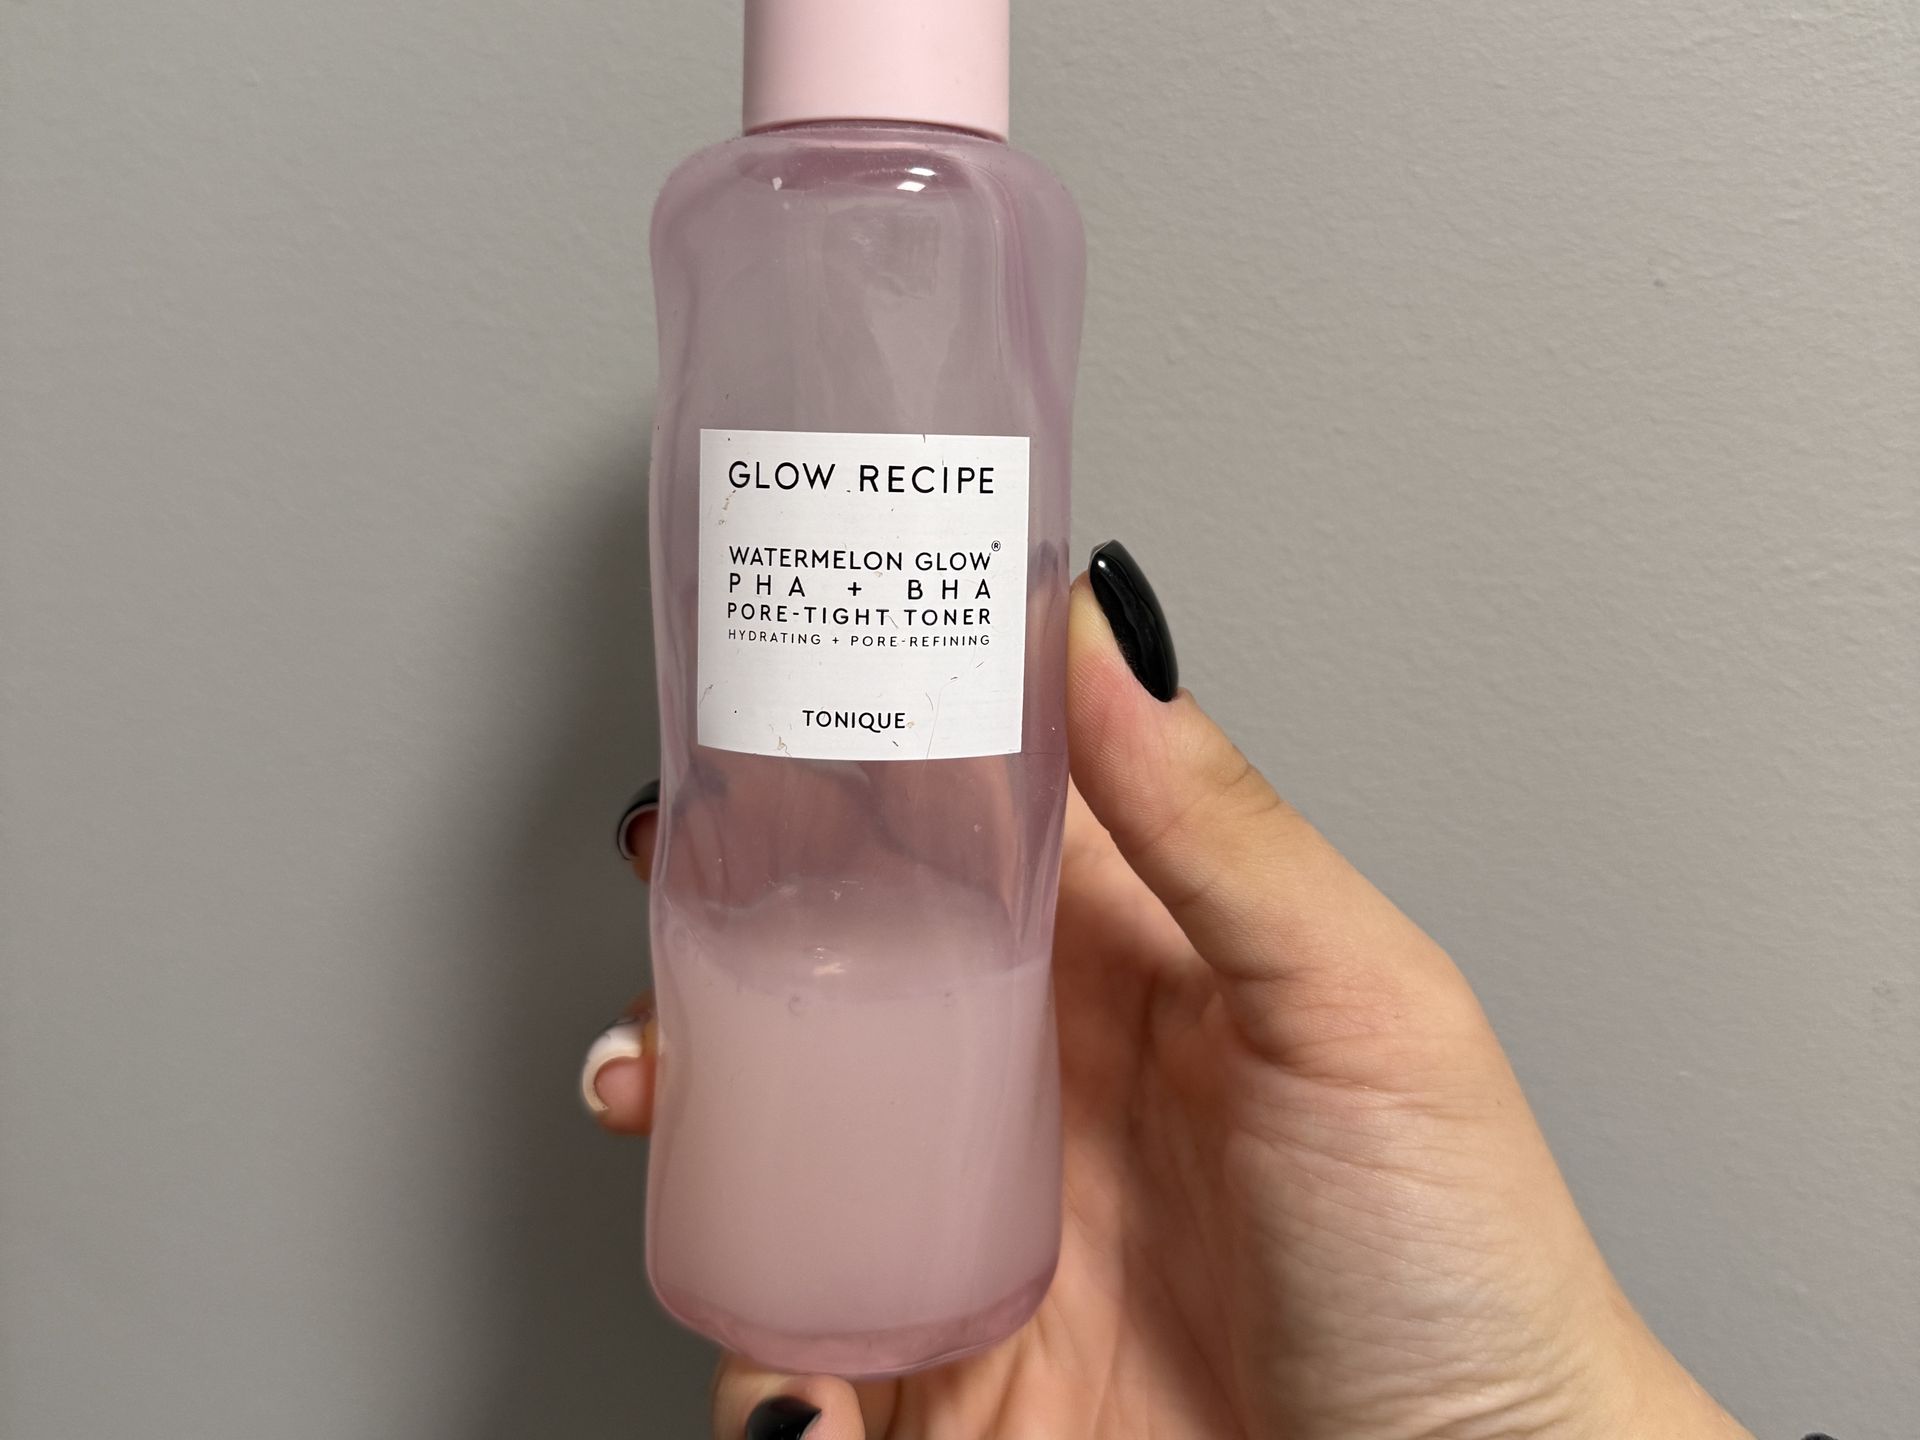 GLOW RECIPE
WATERMELON GLOW®
PHA + BHA
PORE-TIGHT TONER
HYDRATING + PORE-REFINING
TONIQUE